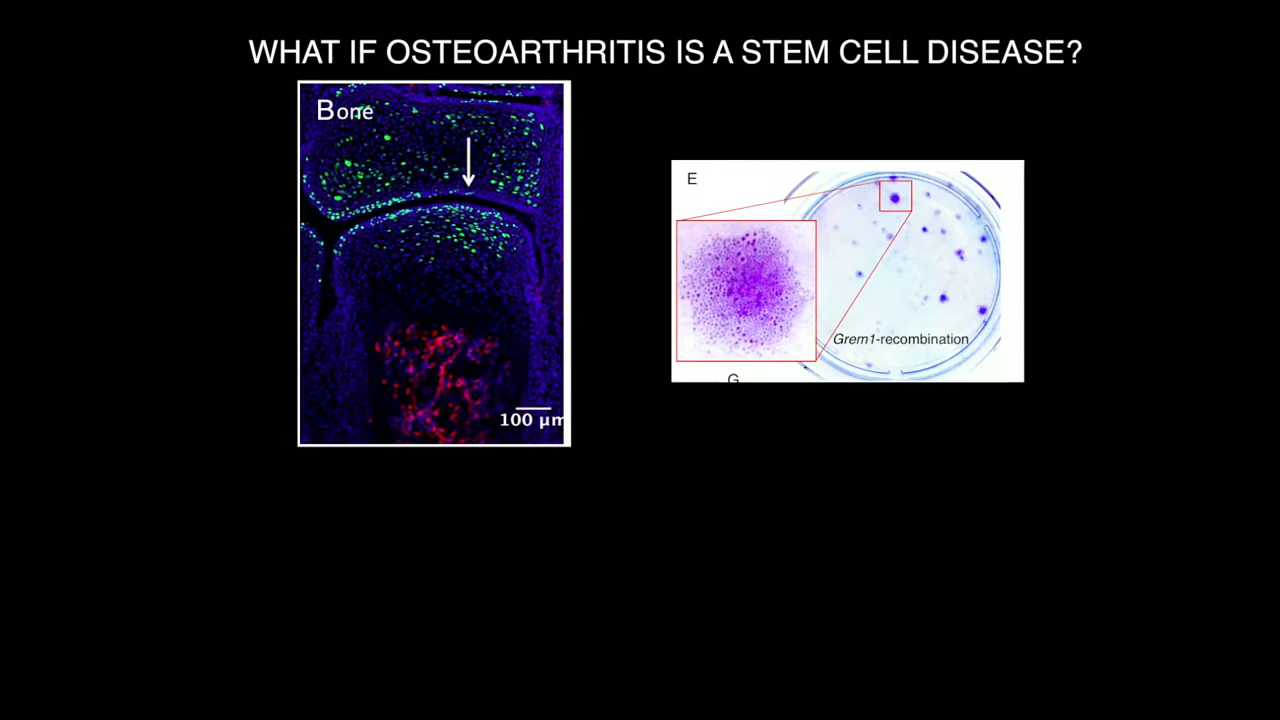 WHAT IF OSTEOARTHRITIS IS A STEM CELL DISEASE?
Bone
100 µm
E
Grem1-recombination
G